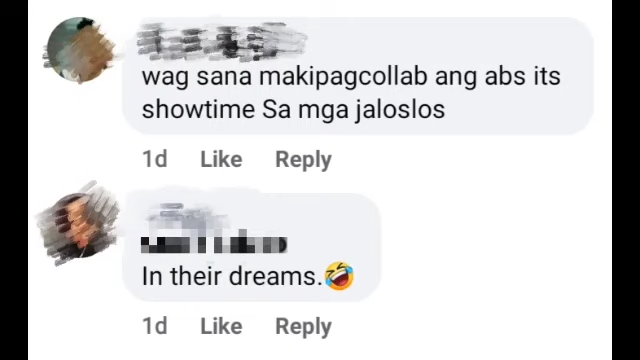 wag sana makipagcollab ang abs its
showtime Sa mga jaloslos
1d Like Reply
In their dreams.🤣
1d Like Reply